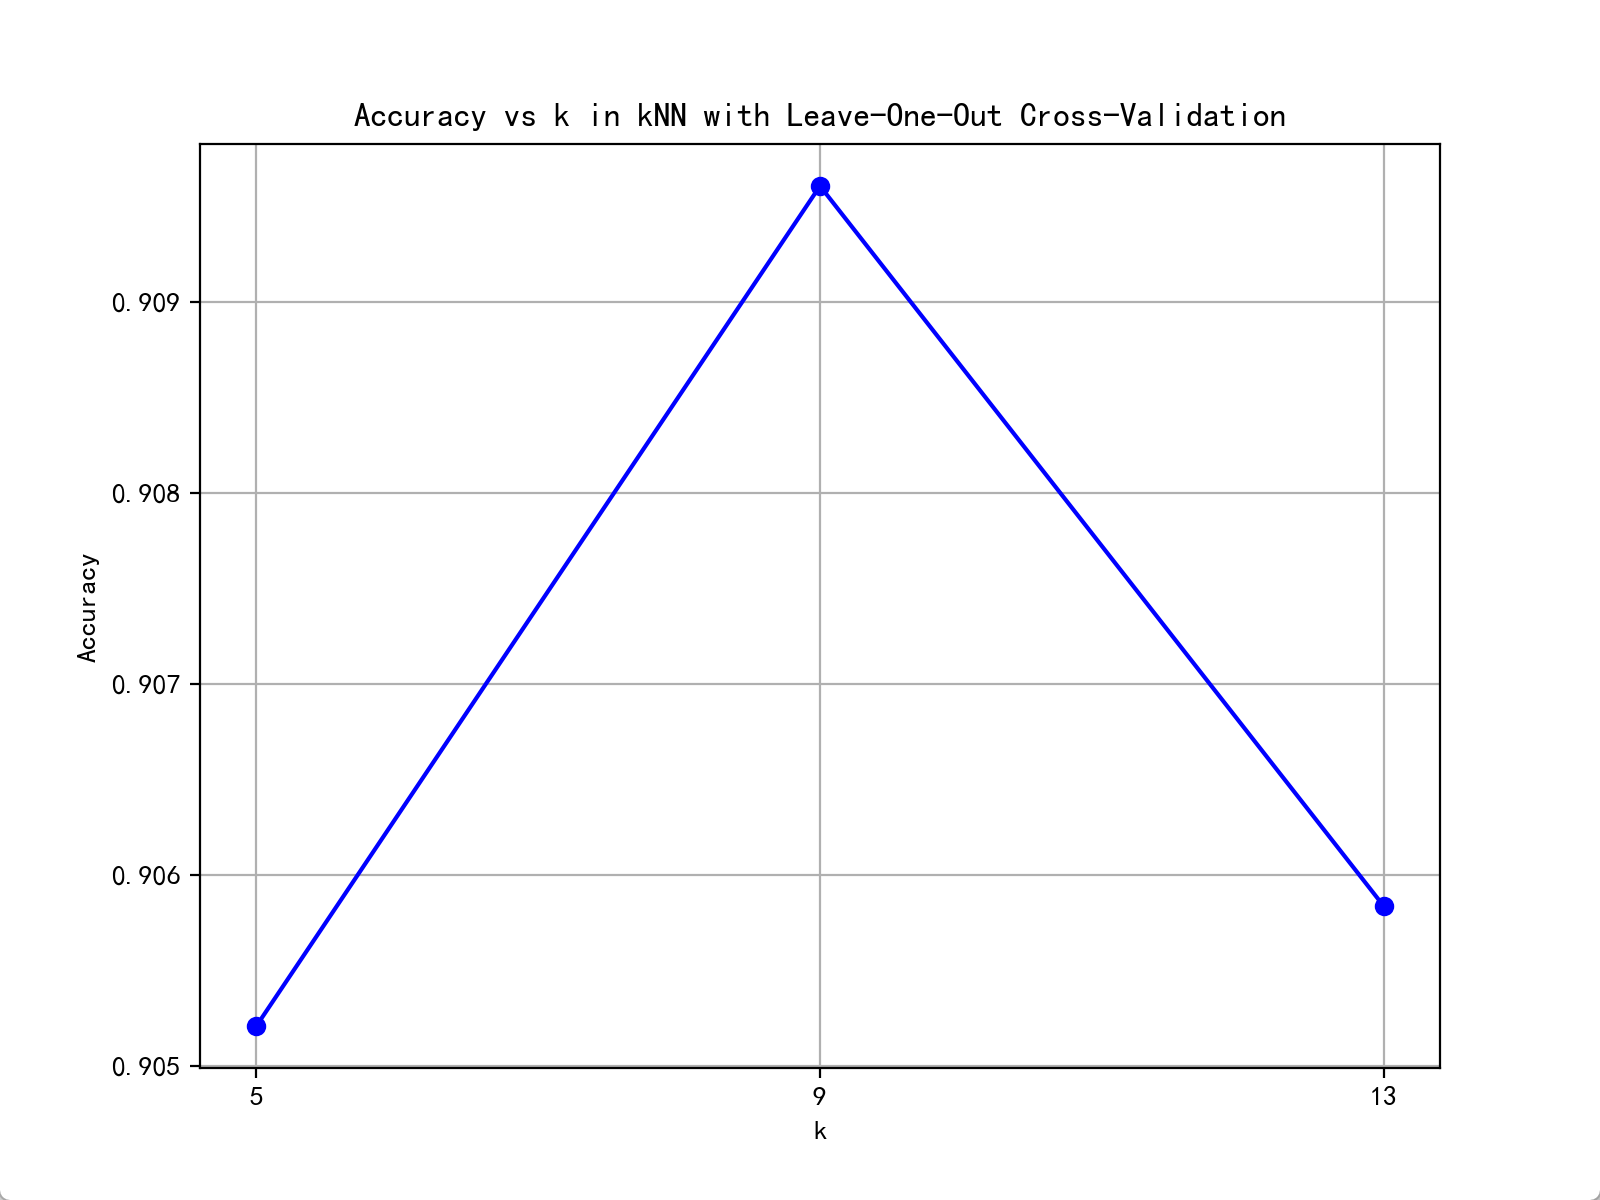 Accuracy vs k in kNN with Leave-One-Out Cross-Validation
0.909
0.908
0.907
0.906
0.905
Accuracy
5
9
13
k